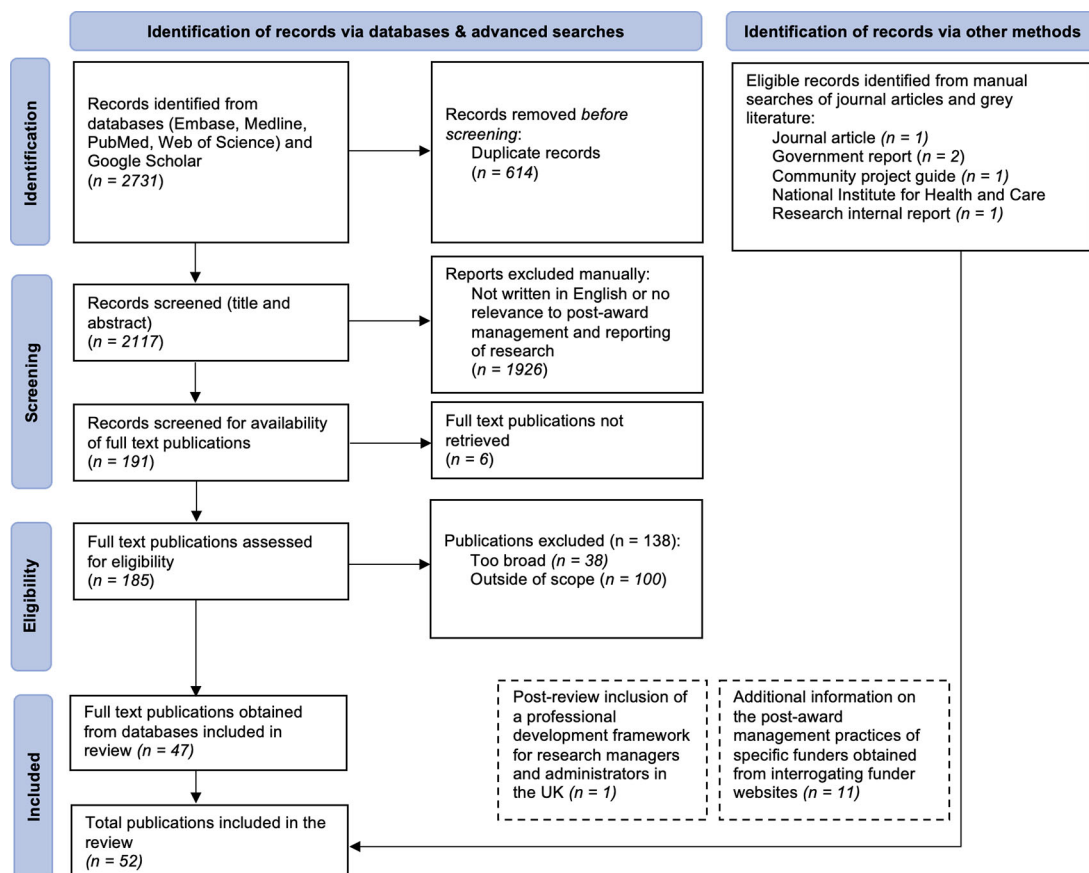 Identification of records via databases & advanced searches
Identification of records via other methods
Identification
Records identified from
databases (Embase, Medline,
PubMed, Web of Science) and
Google Scholar
(n = 2731)
Records removed before
screening:
Duplicate records
(n = 614)
Eligible records identified from manual
searches of journal articles and grey
literature:
Journal article (n = 1)
Government report (n = 2)
Community project guide (n = 1)
National Institute for Health and Care
Research internal report (n = 1)
Screening
Records screened (title and
abstract)
(n = 2117)
Reports excluded manually:
Not written in English or no
relevance to post-award
management and reporting
of research
(n = 1926)
Records screened for availability
of full text publications
(n = 191)
Full text publications not
retrieved
(n = 6)
Eligibility
Full text publications assessed
for eligibility
(n = 185)
Publications excluded (n = 138):
Too broad (n = 38)
Outside of scope (n = 100)
Included
Full text publications obtained
from databases included in
review (n = 47)
Post-review inclusion of
a professional
development framework
for research managers
and administrators in
the UK (n = 1)
Additional information on
the post-award
management practices of
specific funders obtained
from interrogating funder
websites (n = 11)
Total publications included in the
review
(n = 52)